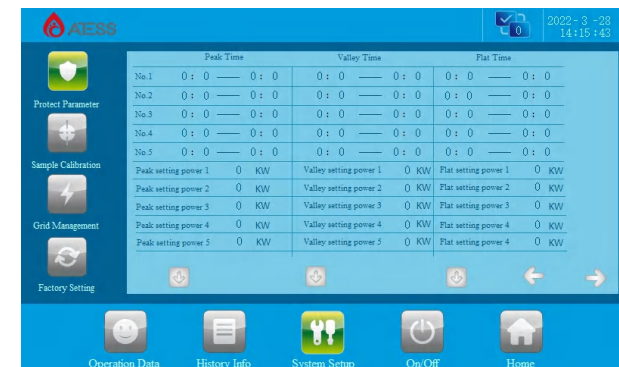 ATESS
0
2022-3-28
14:15:43
Peak Time Valley Time Flat Time
No.1 0: 0 —— 0: 0 0: 0 —— 0: 0 0: 0 —— 0: 0
No.2 0: 0 —— 0: 0 0: 0 —— 0: 0 0: 0 —— 0: 0
No.3 0: 0 —— 0: 0 0: 0 —— 0: 0 0: 0 —— 0: 0
No.4 0: 0 —— 0: 0 0: 0 —— 0: 0 0: 0 —— 0: 0
No.5 0: 0 —— 0: 0 0: 0 —— 0: 0 0: 0 —— 0: 0
Peak setting power 1 0 KW Valley setting power 1 0 KW Flat setting power 1 0 KW
Peak setting power 2 0 KW Valley setting power 2 0 KW Flat setting power 2 0 KW
Peak setting power 3 0 KW Valley setting power 3 0 KW Flat setting power 3 0 KW
Peak setting power 4 0 KW Valley setting power 4 0 KW Flat setting power 4 0 KW
Peak setting power 5 0 KW Valley setting power 5 0 KW Flat setting power 4 0 KW
Protect Parameter
Sample Calibration
Grid Management
Factory Setting
Operation Data History Info System Setup On/Off Home